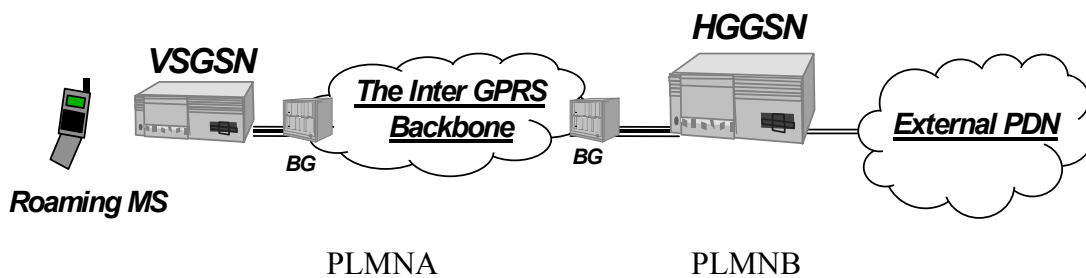 HGGSN
VSGSN
The Inter GPRS
Backbone
External PDN
BG
BG
Roaming MS
PLMNA
PLMNB